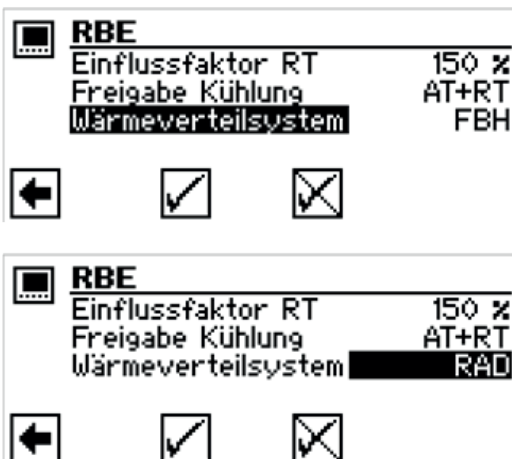 RBE
Einflussfaktor RT 150 %
Freigabe Kühlung AT+RT
Wärmeverteilsystem FBH
RBE
Einflussfaktor RT 150 %
Freigabe Kühlung AT+RT
Wärmeverteilsystem RAD